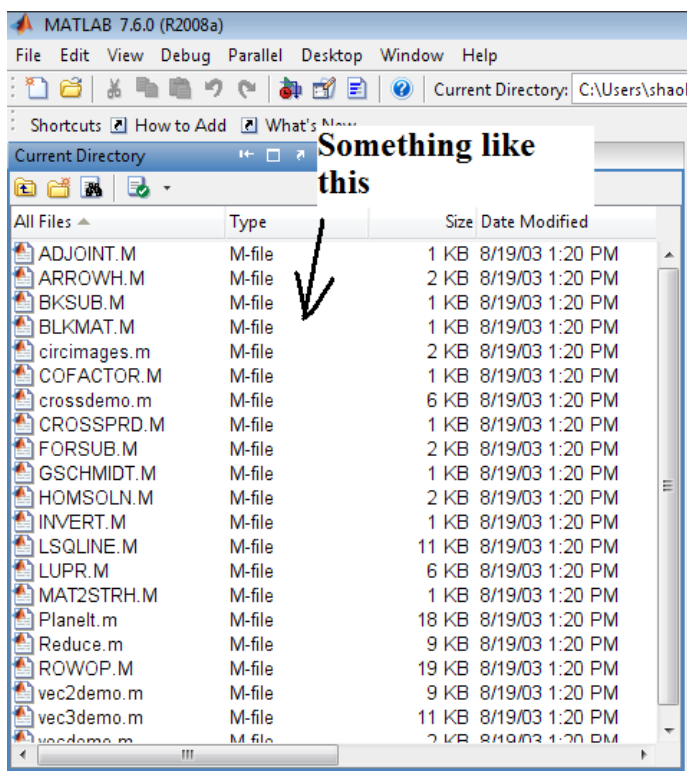 MATLAB 7.6.0 (R2008a)
File Edit View Debug Parallel Desktop Window Help
Current Directory: C:\Users\shaol
Shortcuts How to Add What's New
Something like
this
Current Directory
All Files Type Size Date Modified
ADJOINT.M M-file 1 KB 8/19/03 1:20 PM
ARROWH.M M-file 2 KB 8/19/03 1:20 PM
BKSUB.M M-file 1 KB 8/19/03 1:20 PM
BLKMAT.M M-file 1 KB 8/19/03 1:20 PM
circimages.m M-file 2 KB 8/19/03 1:20 PM
COFACTOR.M M-file 1 KB 8/19/03 1:20 PM
crossdemo.m M-file 6 KB 8/19/03 1:20 PM
CROSSPRD.M M-file 1 KB 8/19/03 1:20 PM
FORSUB.M M-file 2 KB 8/19/03 1:20 PM
GSCHMIDT.M M-file 1 KB 8/19/03 1:20 PM
HOMSOLN.M M-file 2 KB 8/19/03 1:20 PM
INVERT.M M-file 1 KB 8/19/03 1:20 PM
LSQLINE.M M-file 11 KB 8/19/03 1:20 PM
LUPR.M M-file 6 KB 8/19/03 1:20 PM
MAT2STRH.M M-file 1 KB 8/19/03 1:20 PM
PlaneIt.m M-file 18 KB 8/19/03 1:20 PM
Reduce.m M-file 9 KB 8/19/03 1:20 PM
ROWOP.M M-file 19 KB 8/19/03 1:20 PM
vec2demo.m M-file 9 KB 8/19/03 1:20 PM
vec3demo.m M-file 11 KB 8/19/03 1:20 PM
vecdemo.m M-file 2 KB 8/19/03 1:20 PM